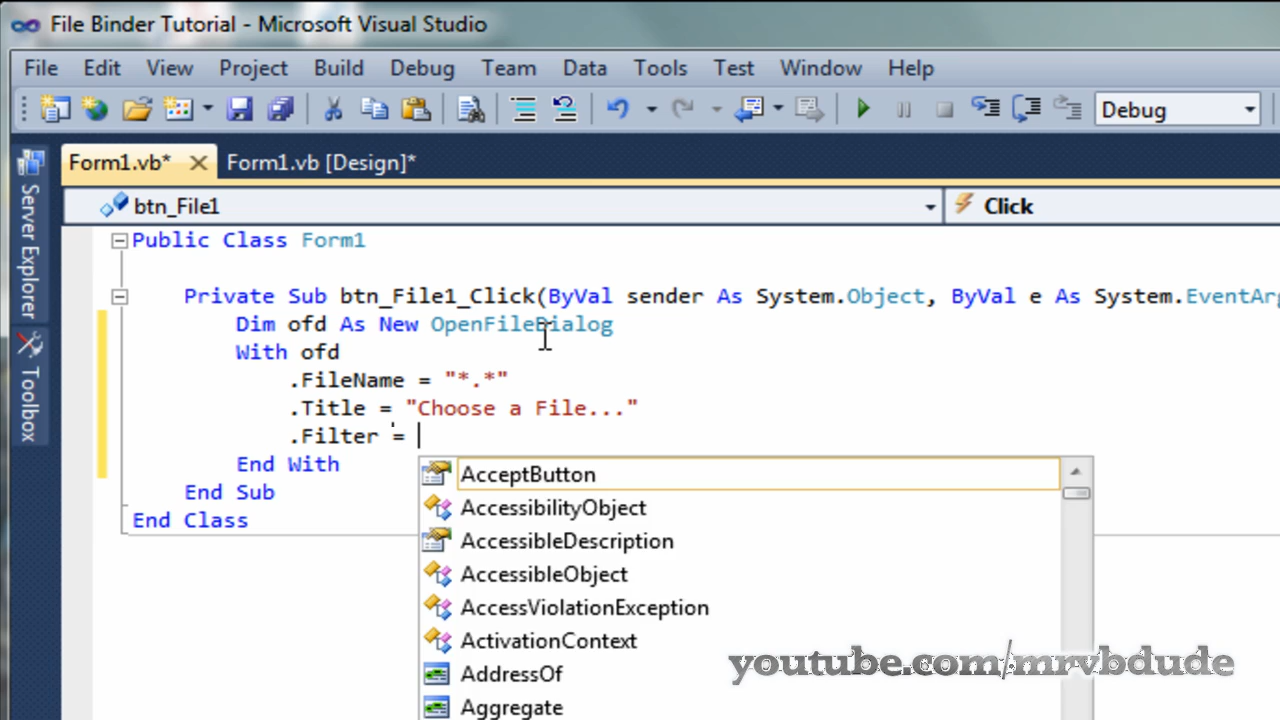 File Binder Tutorial - Microsoft Visual Studio
File Edit View Project Build Debug Team Data Tools Test Window Help
Debug
Form1.vb* Form1.vb [Design]*
btn_File1 Click
Server Explorer
Toolbox
Public Class Form1
Private Sub btn_File1_Click(ByVal sender As System.Object, ByVal e As System.EventArg
Dim ofd As New OpenFileDialog
With ofd
.FileName = "*.*"
.Title = "Choose a File..."
.Filter =
End With
End Sub
End Class
AcceptButton
AccessibilityObject
AccessibleDescription
AccessibleObject
AccessViolationException
ActivationContext
AddressOf
Aggregate
youtube.com/mrvbdude